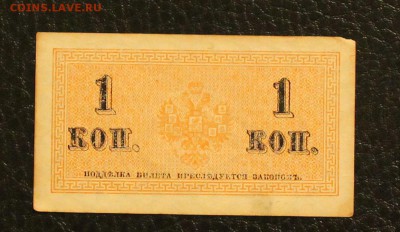 COINS.LAVE.RU
1 1
КОП. КОП.
ПОДДѢЛКА БИЛЕТА ПРЕСЛѢДУЕТСЯ ЗАКОНОМЪ.